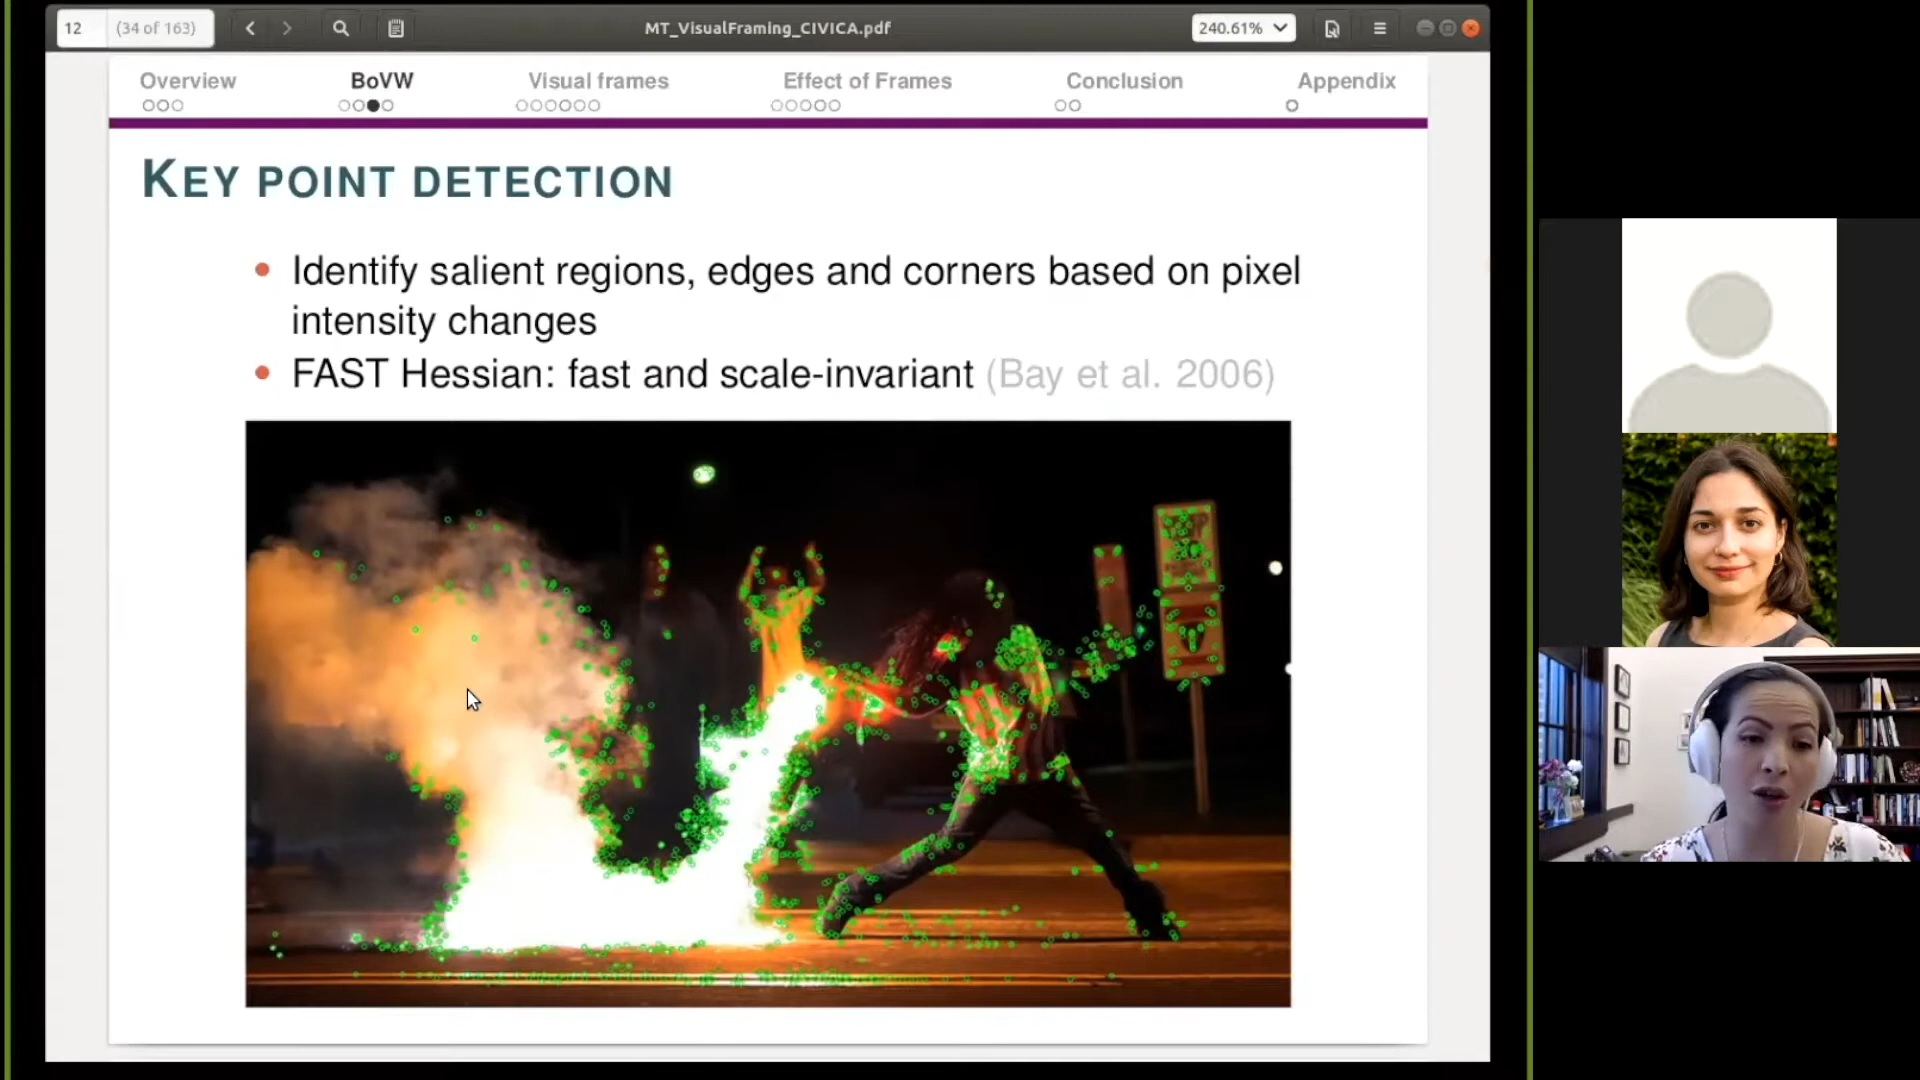 12 (34 of 163) MT_VisualFraming_CIVICA.pdf 240.61%
Overview BoVW Visual frames Effect of Frames Conclusion Appendix
KEY POINT DETECTION
Identify salient regions, edges and corners based on pixel
intensity changes
FAST Hessian: fast and scale-invariant (Bay et al. 2006)